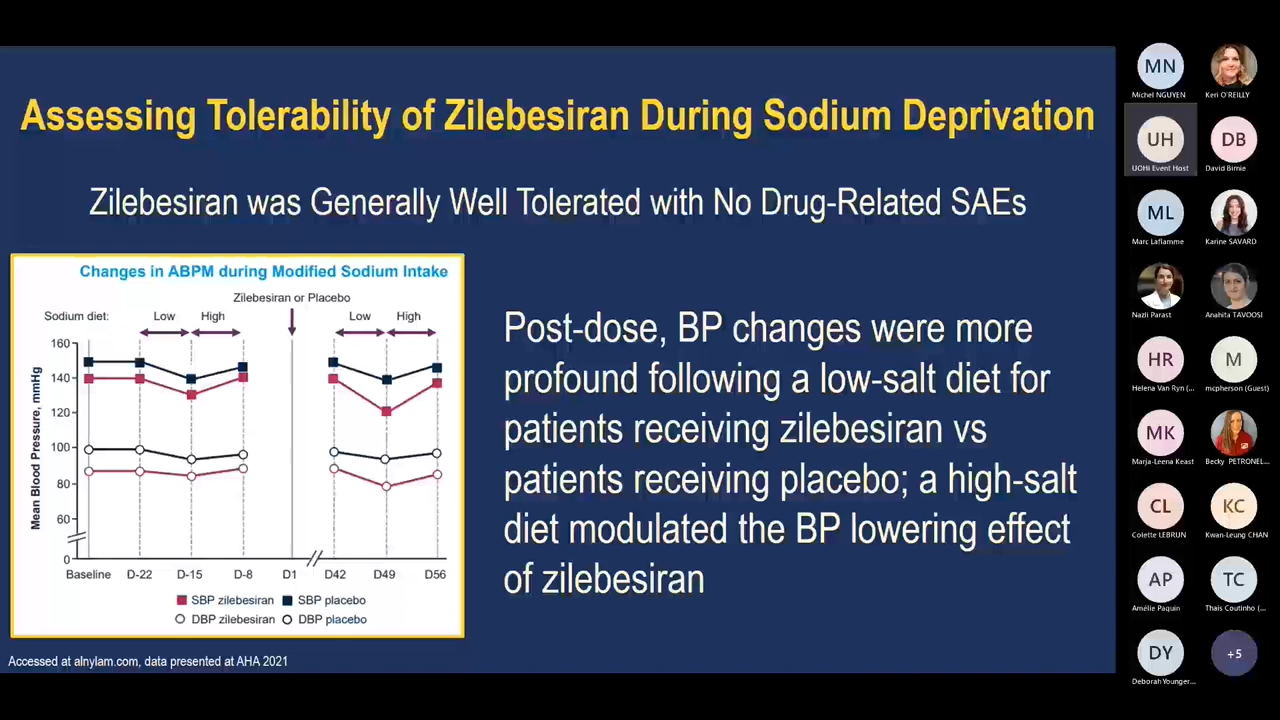 Assessing Tolerability of Zilebesiran During Sodium Deprivation
Zilebesiran was Generally Well Tolerated with No Drug-Related SAEs
Changes in ABPM during Modified Sodium Intake
Zilebesiran or Placebo
Sodium diet:
Low
High
Low
High
Mean Blood Pressure, mmHg
160
140
120
100
80
60
0
Baseline
D-22
D-15
D-8
D1
D42
D49
D56
SBP zilebesiran
SBP placebo
DBP zilebesiran
DBP placebo
Post-dose, BP changes were more
profound following a low-salt diet for
patients receiving zilebesiran vs
patients receiving placebo; a high-salt
diet modulated the BP lowering effect
of zilebesiran
Accessed at alnylam.com, data presented at AHA 2021
MN
Michel NGUYEN
Keri O'REILLY
UH
UOHI Event Host
DB
David Birnie
ML
Marc Laflamme
Karine SAVARD
Nazli Parast
Anahita TAVOOSI
HR
Helena Van Ryn (...
M
mcpherson (Guest)
MK
Marja-Leena Keast
Becky PETRONEL...
CL
Colette LEBRUN
KC
Kwan-Leung CHAN
AP
Amélie Paquin
TC
Thais Coutinho (...
DY
Deborah Younger...
+5